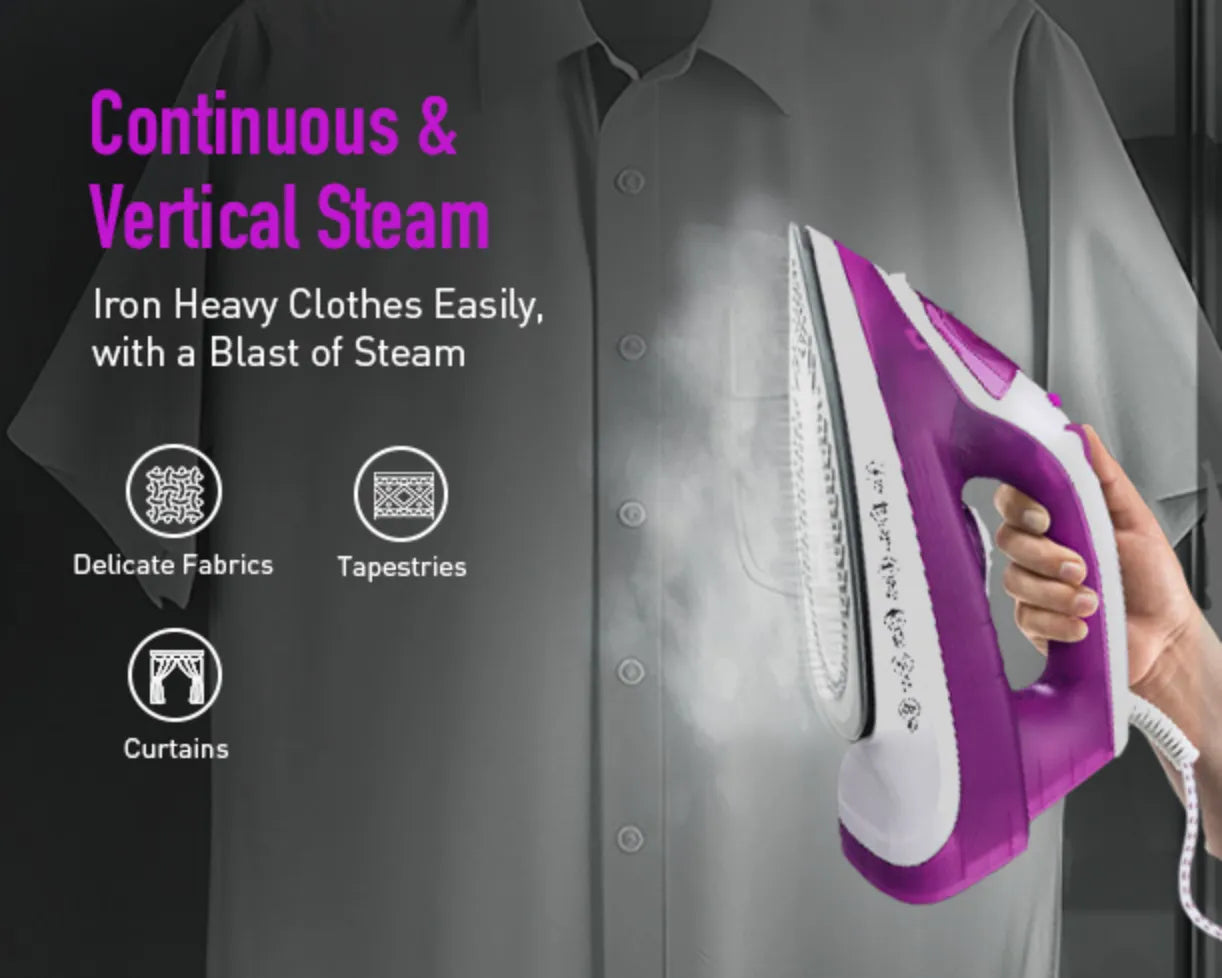 Continuous &
Vertical Steam
Iron Heavy Clothes Easily,
with a Blast of Steam
Delicate Fabrics
Tapestries
Curtains